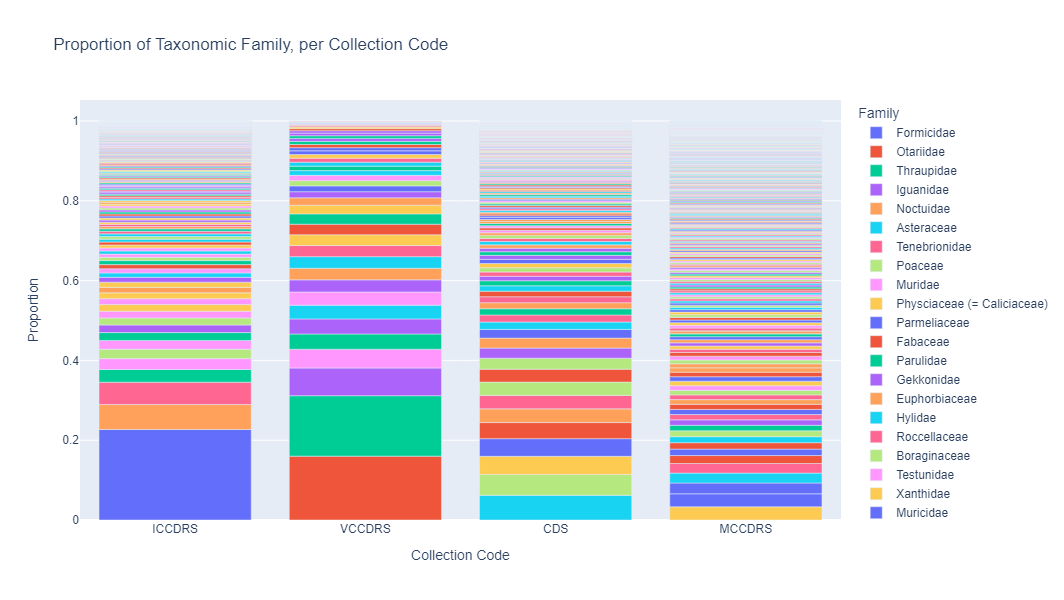 Proportion of Taxonomic Family, per Collection Code
Family
Formicidae
Otariidae
Thraupidae
Iguanidae
Noctuidae
Asteraceae
Tenebrionidae
Poaceae
Muridae
Physciaceae (= Caliciaceae)
Parmeliaceae
Fabaceae
Parulidae
Gekkonidae
Euphorbiaceae
Hylidae
Roccellaceae
Boraginaceae
Testunidae
Xanthidae
Muricidae
1
0.8
0.6
0.4
0.2
0
Proportion
ICCDRS
VCCDRS
CDS
MCCDRS
Collection Code